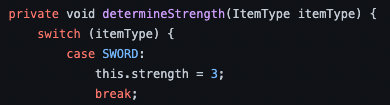 private void determineStrength(ItemType itemType) {
    switch (itemType) {
        case SWORD:
            this.strength = 3;
            break;